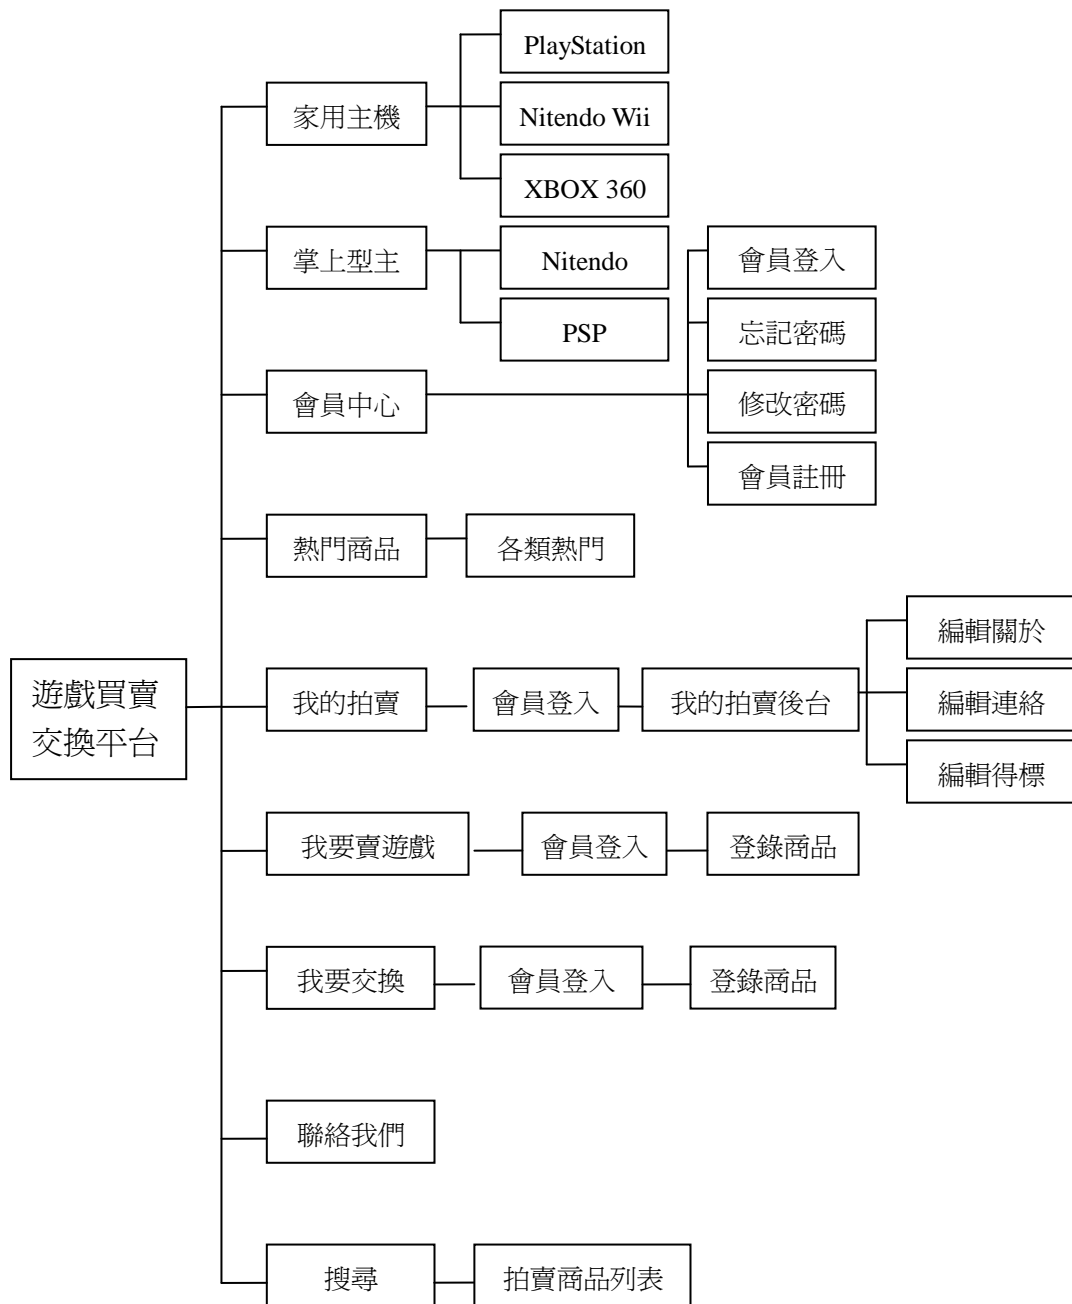 PlayStation
家用主機
Nitendo Wii
XBOX 360
掌上型主
Nitendo
會員登入
PSP
忘記密碼
會員中心
修改密碼
會員註冊
熱門商品
各類熱門
編輯關於
遊戲買賣
交換平台
我的拍賣
會員登入
我的拍賣後台
編輯連絡
編輯得標
我要賣遊戲
會員登入
登錄商品
我要交換
會員登入
登錄商品
聯絡我們
搜尋
拍賣商品列表